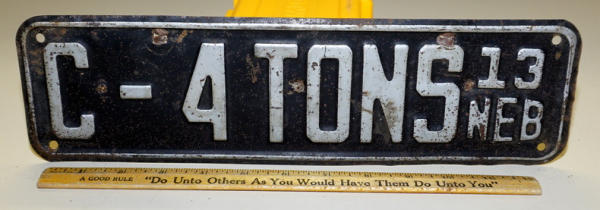 C-4 TONS 13
NEB
A GOOD RULE "Do Unto Others As You Would Have Them Do Unto You"